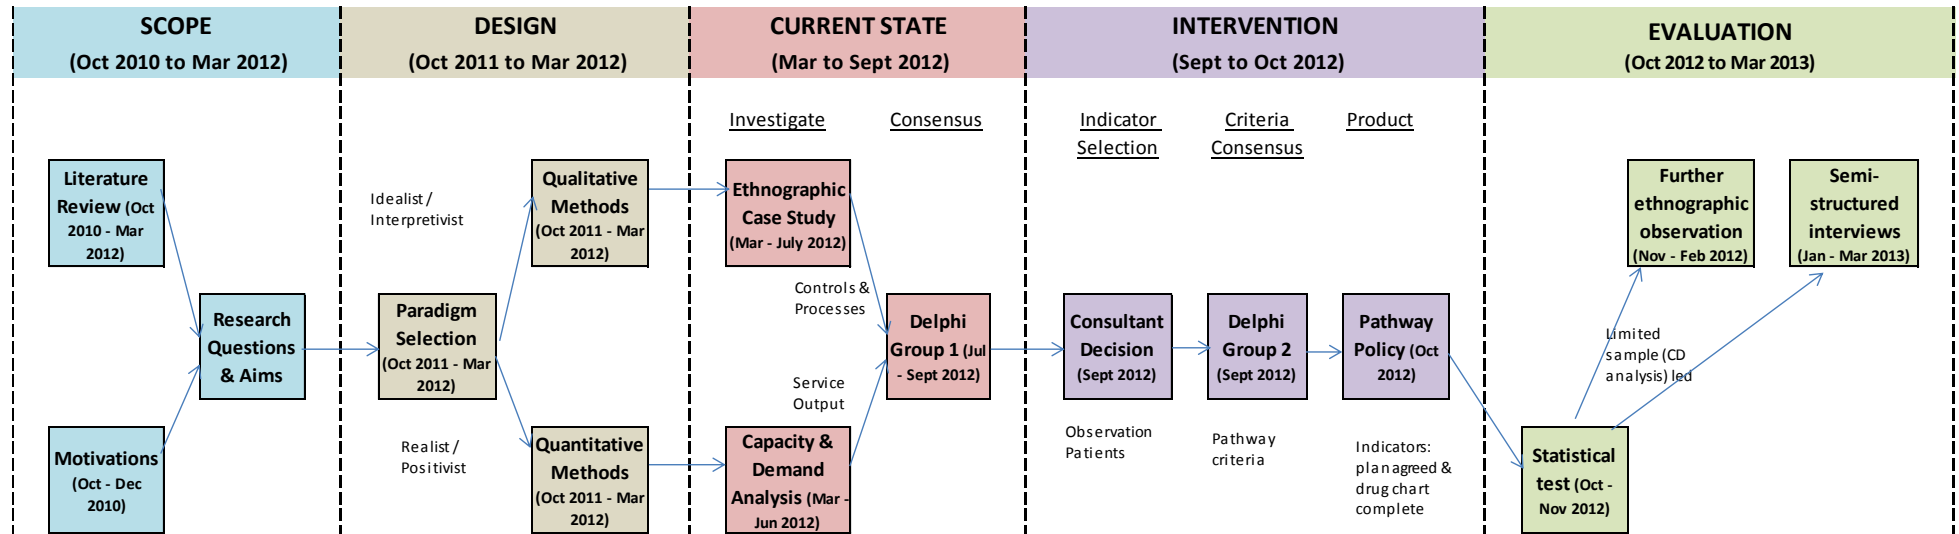 SCOPE
(Oct 2010 to Mar 2012)
DESIGN
(Oct 2011 to Mar 2012)
CURRENT STATE
(Mar to Sept 2012)
INTERVENTION
(Sept to Oct 2012)
EVALUATION
(Oct 2012 to Mar 2013)
Literature
Review (Oct
2010 - Mar
2012)
Motivations
(Oct - Dec
2010)
Research
Questions
& Aims
Idealist/
Interpretivist
Paradigm
Selection
(Oct 2011 - Mar
2012)
Realist/
Positivist
Qualitative
Methods
(Oct 2011 - Mar
2012)
Quantitative
Methods
(Oct 2011 - Mar
2012)
Investigate
Consensus
Ethnographic
Case Study
(Mar - July 2012)
Controls &
Processes
Service
Output
Capacity &
Demand
Analysis (Mar -
Jun 2012)
Delphi
Group 1 (Jul
- Sept 2012)
Indicator
Selection
Criteria
Consensus
Product
Consultant
Decision
(Sept 2012)
Delphi
Group 2
(Sept 2012)
Pathway
Policy (Oct
2012)
Observation
Patients
Pathway
criteria
Indicators:
plan agreed &
drug chart
complete
Further
ethnographic
observation
(Nov - Feb 2012)
Semi-
structured
interviews
(Jan - Mar 2013)
Limited
sample (CD
analysis) led
Statistical
test (Oct -
Nov 2012)